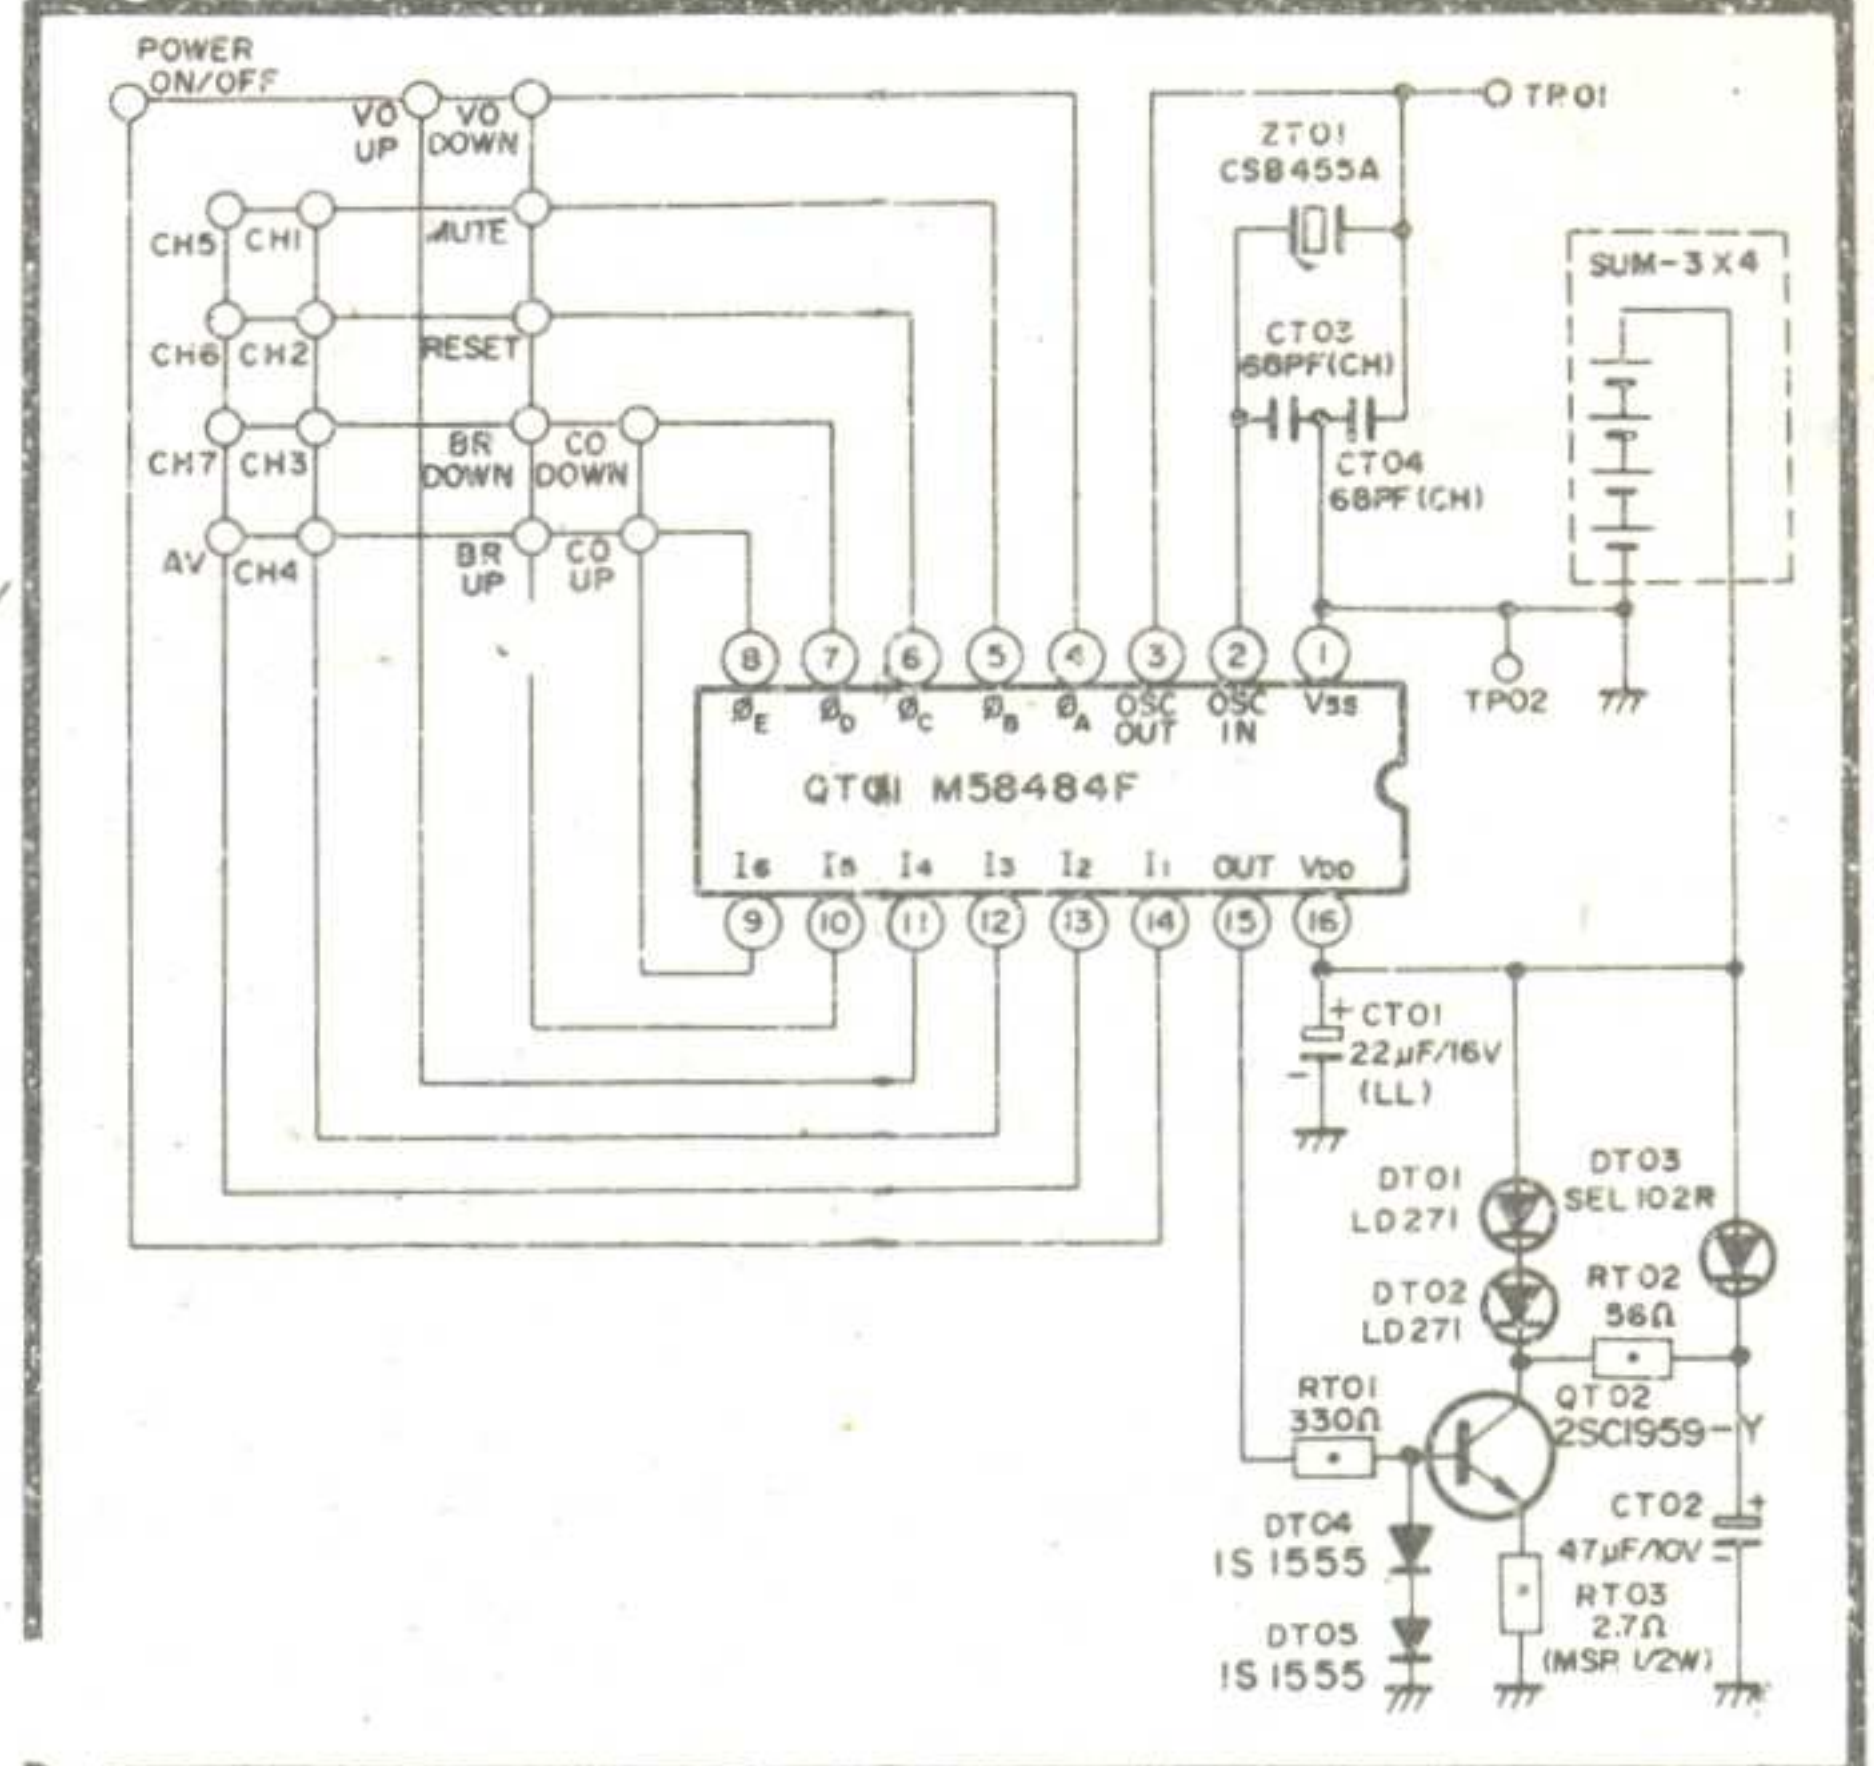 POWER
ON/OFF
VO
UP
VO
DOWN
TP01
ZT01
CSB455A
CH5
CH1
MUTE
SUM-3X4
CH6
CH2
RESET
CT03
68PF(CH)
CH7
CH3
BR
DOWN
CO
DOWN
CT04
68PF(CH)
AV
CH4
BR
UP
CO
UP
8
7
6
5
4
3
2
1
TP02
ØE
ØD
ØC
ØB
ØA
OSC
OUT
OSC
IN
VSS
QT01 M58484F
I6
I5
I4
I3
I2
I1
OUT
VDD
9
10
11
12
13
14
15
16
+
CT01
22µF/16V
-
(LL)
DT01
LD271
DT03
SEL102R
DT02
LD271
RT02
56Ω
RT01
330Ω
QT02
2SC1959-Y
CT02
+
47µF/10V
-
DT04
1S1555
RT03
2.7Ω
(MSR 1/2W)
DT05
1S1555